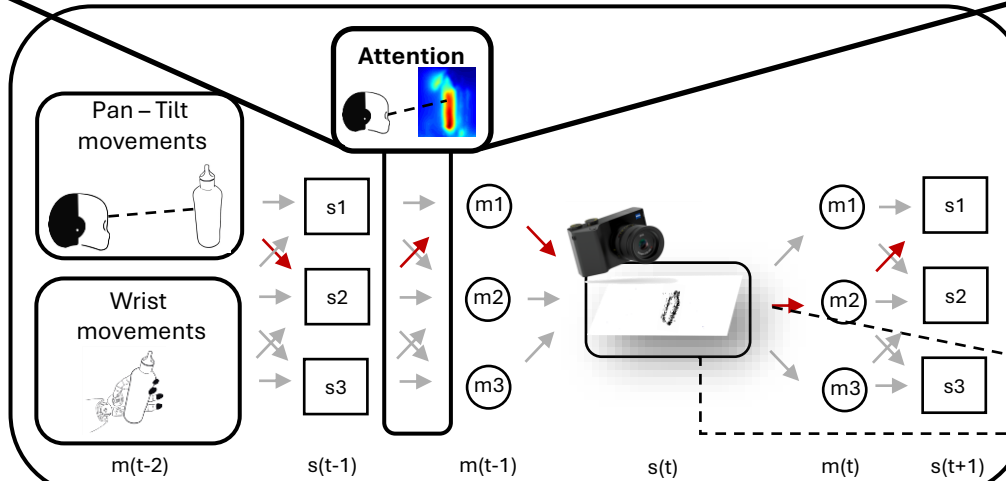 Attention
Pan – Tilt
movements
Wrist
movements
s1
s2
s3
m1
m2
m3
m1
m2
m3
s1
s2
s3
m(t-2)
s(t-1)
m(t-1)
s(t)
m(t)
s(t+1)